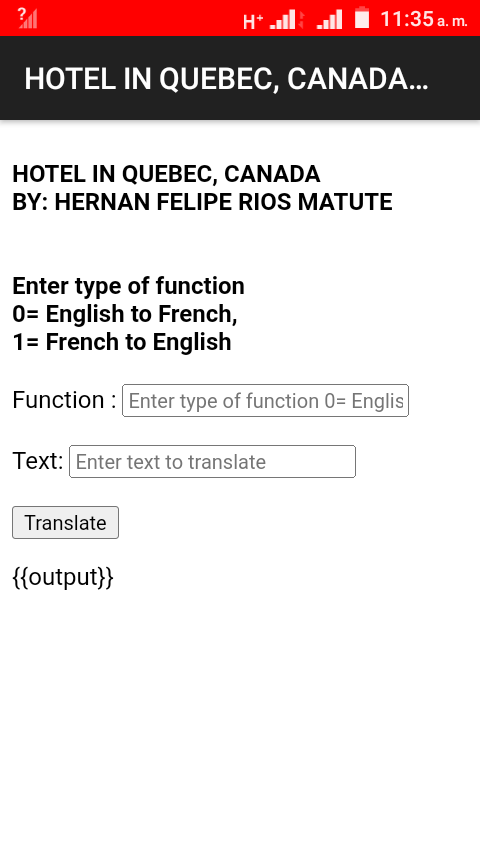 ? H+ 11:35 a. m.
HOTEL IN QUEBEC, CANADA...
HOTEL IN QUEBEC, CANADA
BY: HERNAN FELIPE RIOS MATUTE
Enter type of function
0= English to French,
1= French to English
Function : Enter type of function 0= Englis
Text: Enter text to translate
Translate
{{output}}